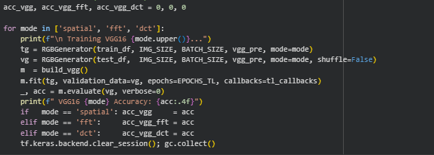 acc_vgg, acc_vgg_fft, acc_vgg_dct = 0, 0, 0
for mode in ['spatial', 'fft', 'dct']:
    print(f"\n Training VGG16 {mode.upper()}...")
    tg = RGBGenerator(train_df, IMG_SIZE, BATCH_SIZE, vgg_pre, mode=mode)
    vg = RGBGenerator(test_df,  IMG_SIZE, BATCH_SIZE, vgg_pre, mode=mode, shuffle=False)
    m  = build_vgg()
    m.fit(tg, validation_data=vg, epochs=EPOCHS_TL, callbacks=tl_callbacks)
    _, acc = m.evaluate(vg, verbose=0)
    print(f" VGG16 {mode} Accuracy: {acc:.4f}")
    if   mode == 'spatial': acc_vgg     = acc
    elif mode == 'fft':     acc_vgg_fft = acc
    elif mode == 'dct':     acc_vgg_dct = acc
    tf.keras.backend.clear_session(); gc.collect()